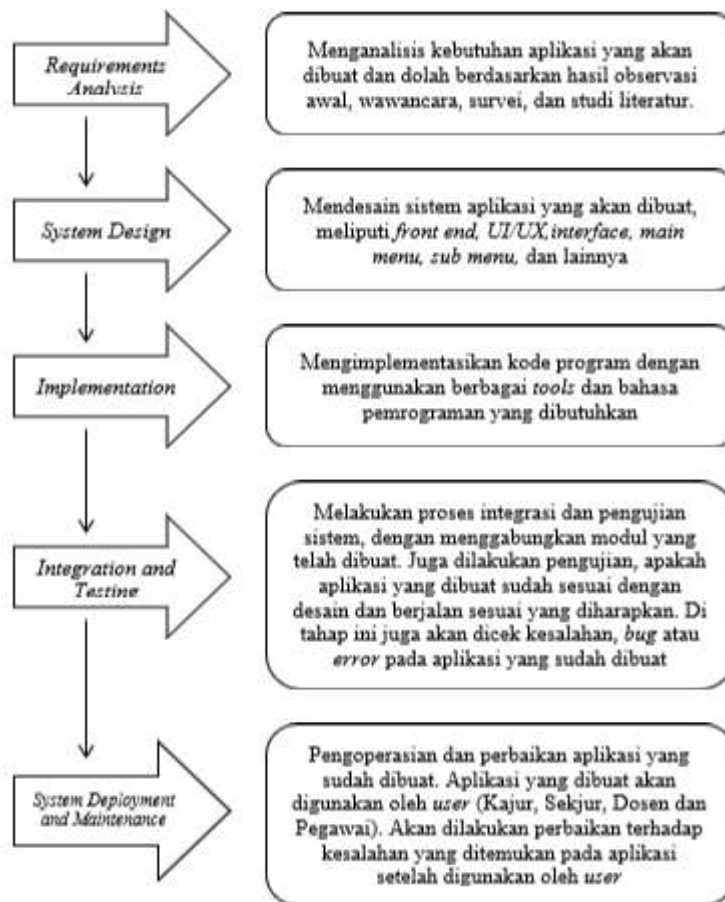 Requirements
Analysis
Menganalisis kebutuhan aplikasi yang akan
dibuat dan dolah berdasarkan hasil observasi
awal, wawancara, survei, dan studi literatur.
System Design
Mendesain sistem aplikasi yang akan dibuat,
meliputi front end, UI/UX,interface, main
menu, sub menu, dan lainnya
Implementation
Mengimplementasikan kode program dengan
menggunakan berbagai tools dan bahasa
pemrograman yang dibutuhkan
Integration and
Testing
Melakukan proses integrasi dan pengujian
sistem, dengan menggabungkan modul yang
telah dibuat. Juga dilakukan pengujian, apakah
aplikasi yang dibuat sudah sesuai dengan
desain dan berjalan sesuai yang diharapkan. Di
tahap ini juga akan dicek kesalahan, bug atau
error pada aplikasi yang sudah dibuat
System Deployment
and Maintenance
Pengoperasian dan perbaikan aplikasi yang
sudah dibuat. Aplikasi yang dibuat akan
digunakan oleh user (Kajur, Sekjur, Dosen dan
Pegawai). Akan dilakukan perbaikan terhadap
kesalahan yang ditemukan pada aplikasi
setelah digunakan oleh user